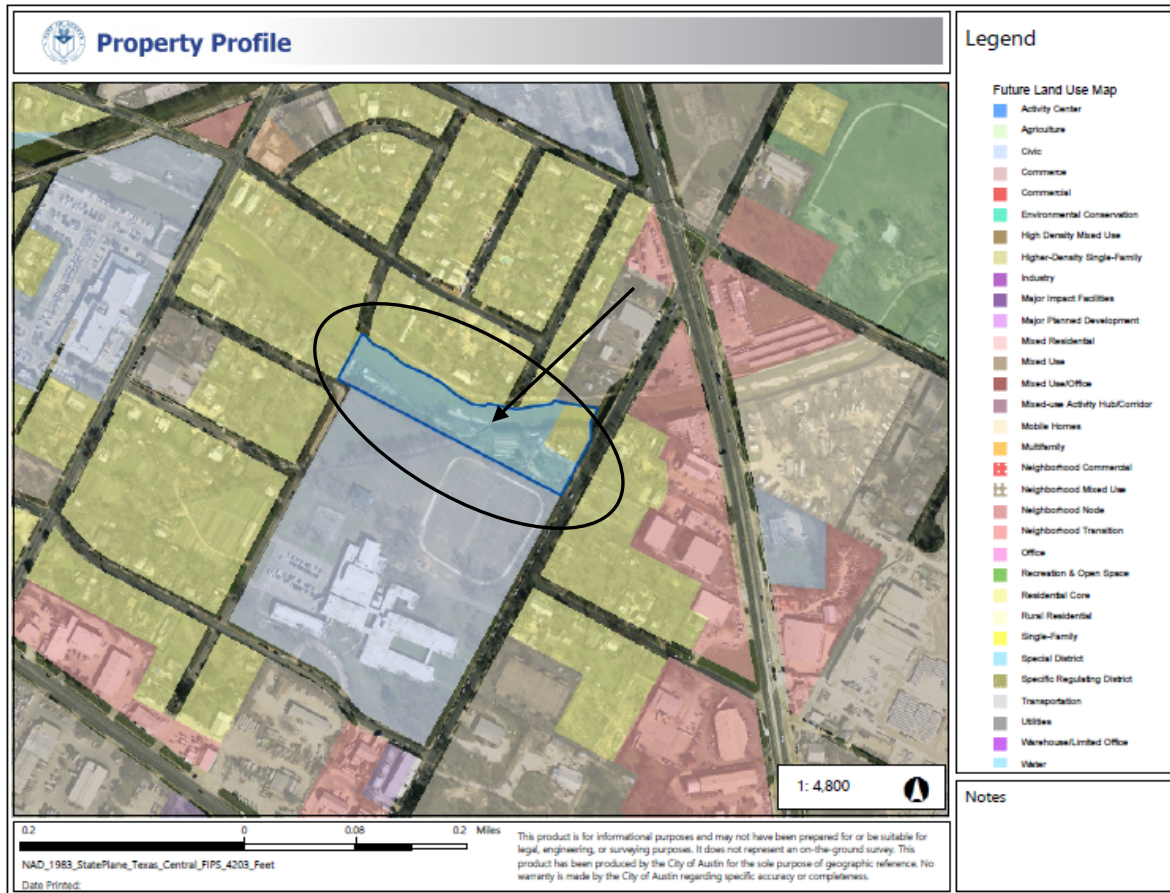 Property Profile
Legend
Future Land Use Map
Activity Center
Agriculture
Civic
Commerce
Commercial
Environmental Conservation
High Density Mixed Use
Higher-Density Single-Family
Industry
Major Impact Facilities
Major Planned Development
Mixed Residential
Mixed Use
Mixed Use/Office
Mixed-use Activity Hub/Corridor
Mobile Homes
Multifamily
Neighborhood Commercial
Neighborhood Mixed Use
Neighborhood Node
Neighborhood Transition
Office
Recreation & Open Space
Residential Core
Rural Residential
Single-Family
Special District
Specific Regulating District
Transportation
Utilities
Warehouse/Limited Office
Water
1: 4,800
Notes
0.2 0 0.08 0.2 Miles
NAD_1983_StatePlane_Texas_Central_FIPS_4203_Feet
Date Printed:
This product is for informational purposes and may not have been prepared for or be suitable for
legal, engineering, or surveying purposes. It does not represent an on-the-ground survey. This
product has been produced by the City of Austin for the sole purpose of geographic reference. No
warranty is made by the City of Austin regarding specific accuracy or completeness.